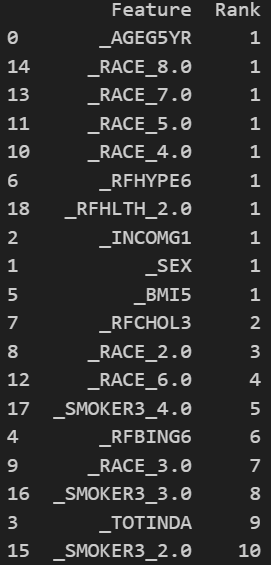 Feature Rank
0 _AGEG5YR 1
14 _RACE_8.0 1
13 _RACE_7.0 1
11 _RACE_5.0 1
10 _RACE_4.0 1
6 _RFHYPE6 1
18 _RFHLTH_2.0 1
2 _INCOMG1 1
1 _SEX 1
5 _BMI5 1
7 _RFCHOL3 2
8 _RACE_2.0 3
12 _RACE_6.0 4
17 _SMOKER3_4.0 5
4 _RFBING6 6
9 _RACE_3.0 7
16 _SMOKER3_3.0 8
3 _TOTINDA 9
15 _SMOKER3_2.0 10